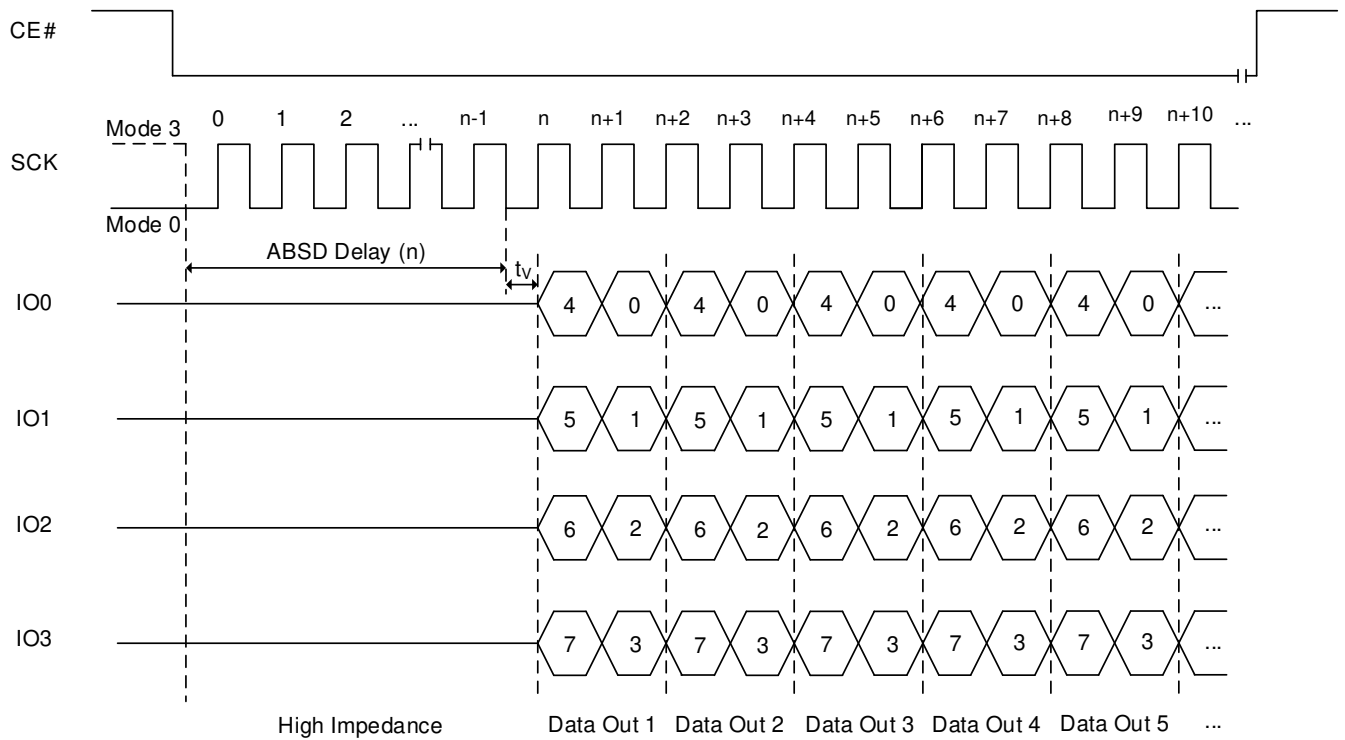 CE#
Mode 3
0 1 2 ... n-1 n n+1 n+2 n+3 n+4 n+5 n+6 n+7 n+8 n+9 n+10 ...
SCK
Mode 0
ABSD Delay (n)
tV
IO0 4 0 4 0 4 0 4 0 4 0 ...
IO1 5 1 5 1 5 1 5 1 5 1 ...
IO2 6 2 6 2 6 2 6 2 6 2 ...
IO3 7 3 7 3 7 3 7 3 7 3 ...
High Impedance Data Out 1 Data Out 2 Data Out 3 Data Out 4 Data Out 5 ...